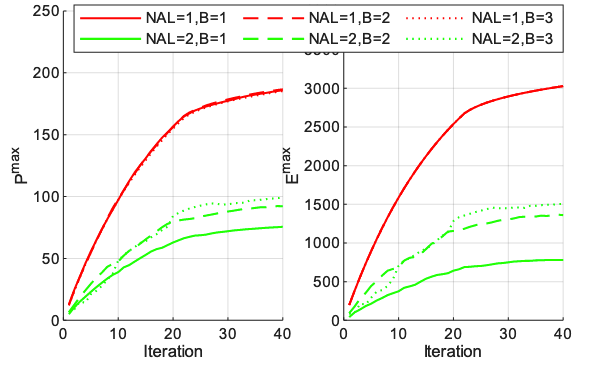 NAL=1,B=1 NAL=1,B=2 NAL=1,B=3
NAL=2,B=1 NAL=2,B=2 NAL=2,B=3
250
200
150
100
50
0
P^max
0 10 20 30 40
Iteration
3000
2500
2000
1500
1000
500
0
E^max
0 10 20 30 40
Iteration